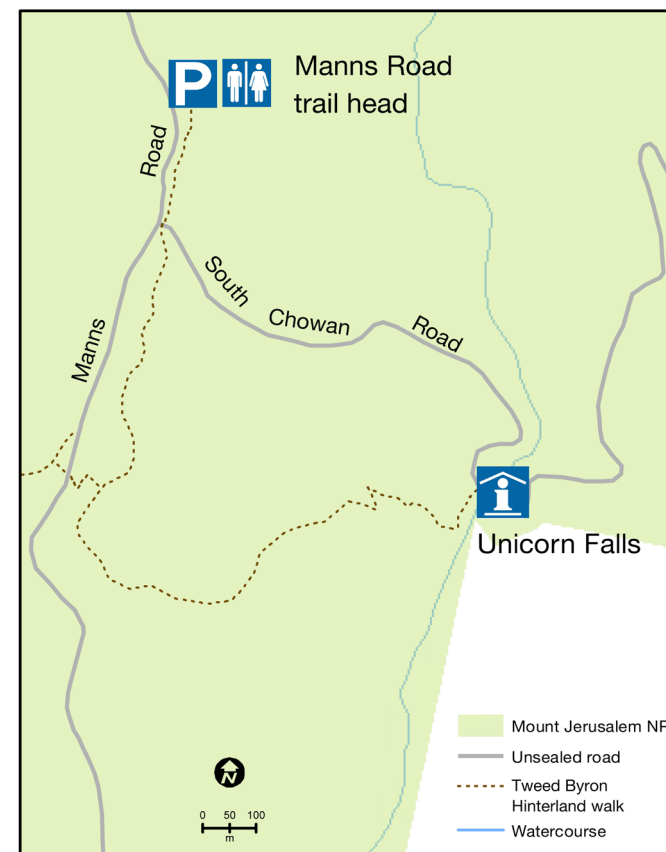 P
Manns Road
trail head
Road
South
Chowan
Road
Manns
Unicorn Falls
Mount Jerusalem NP
Unsealed road
Tweed Byron
Hinterland walk
Watercourse
N
0 50 100
m